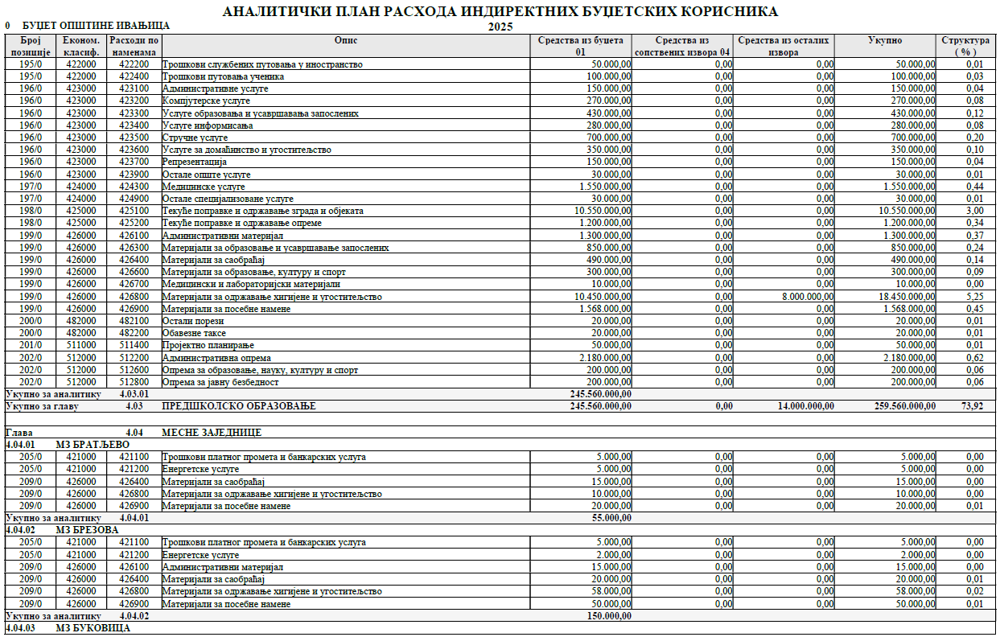 АНАЛИТИЧКИ ПЛАН РАСХОДА ИНДИРЕКТНИХ БУЏЕТСКИХ КОРИСНИКА
0 БУЏЕТ ОПШТИНЕ ИВАЊИЦА 2025
Број Економ. Расходи по Опис Средства из буџета Средства из Средства из осталих Укупно Структура
позиције класиф. наменама 01 сопствених извора 04 извора ( % )
195/0 422000 422200 Трошкови службених путовања у иностранство 50.000,00 0,00 0,00 50.000,00 0,01
195/0 422000 422400 Трошкови путовања ученика 100.000,00 0,00 0,00 100.000,00 0,03
196/0 423000 423100 Административне услуге 150.000,00 0,00 0,00 150.000,00 0,04
196/0 423000 423200 Компјутерске услуге 270.000,00 0,00 0,00 270.000,00 0,08
196/0 423000 423300 Услуге образовања и усавршавања запослених 430.000,00 0,00 0,00 430.000,00 0,12
196/0 423000 423400 Услуге информисања 280.000,00 0,00 0,00 280.000,00 0,08
196/0 423000 423500 Стручне услуге 700.000,00 0,00 0,00 700.000,00 0,20
196/0 423000 423600 Услуге за домаћинство и угоститељство 350.000,00 0,00 0,00 350.000,00 0,10
196/0 423000 423700 Репрезентација 150.000,00 0,00 0,00 150.000,00 0,04
196/0 423000 423900 Остале опште услуге 30.000,00 0,00 0,00 30.000,00 0,01
197/0 424000 424300 Медицинске услуге 1.550.000,00 0,00 0,00 1.550.000,00 0,44
197/0 424000 424900 Остале специјализоване услуге 30.000,00 0,00 0,00 30.000,00 0,01
198/0 425000 425100 Текуће поправке и одржавање зграда и објеката 10.550.000,00 0,00 0,00 10.550.000,00 3,00
198/0 425000 425200 Текуће поправке и одржавање опреме 1.200.000,00 0,00 0,00 1.200.000,00 0,34
199/0 426000 426100 Административни материјал 1.300.000,00 0,00 0,00 1.300.000,00 0,37
199/0 426000 426300 Материјали за образовање и усавршавање запослених 850.000,00 0,00 0,00 850.000,00 0,24
199/0 426000 426400 Материјали за саобраћај 490.000,00 0,00 0,00 490.000,00 0,14
199/0 426000 426600 Материјали за образовање, културу и спорт 300.000,00 0,00 0,00 300.000,00 0,09
199/0 426000 426700 Медицински и лабораторијски материјали 10.000,00 0,00 0,00 10.000,00 0,00
199/0 426000 426800 Материјали за одржавање хигијене и угоститељство 10.450.000,00 0,00 8.000.000,00 18.450.000,00 5,25
199/0 426000 426900 Материјали за посебне намене 1.568.000,00 0,00 0,00 1.568.000,00 0,45
200/0 482000 482100 Остали порези 20.000,00 0,00 0,00 20.000,00 0,01
200/0 482000 482200 Обавезне таксе 20.000,00 0,00 0,00 20.000,00 0,01
201/0 511000 511400 Пројектно планирање 50.000,00 0,00 0,00 50.000,00 0,01
202/0 512000 512200 Административна опрема 2.180.000,00 0,00 0,00 2.180.000,00 0,62
202/0 512000 512600 Опрема за образовање, науку, културу и спорт 200.000,00 0,00 0,00 200.000,00 0,06
202/0 512000 512800 Опрема за јавну безбедност 200.000,00 0,00 0,00 200.000,00 0,06
Укупно за аналитику 4.03.01 245.560.000,00
Укупно за главу 4.03 ПРЕДШКОЛСКО ОБРАЗОВАЊЕ 245.560.000,00 0,00 14.000.000,00 259.560.000,00 73,92
Глава 4.04 МЕСНЕ ЗАЈЕДНИЦЕ
4.04.01 МЗ БРАТЉЕВО
205/0 421000 421100 Трошкови платног промета и банкарских услуга 5.000,00 0,00 0,00 5.000,00 0,00
205/0 421000 421200 Енергетске услуге 5.000,00 0,00 0,00 5.000,00 0,00
209/0 426000 426400 Материјали за саобраћај 15.000,00 0,00 0,00 15.000,00 0,00
209/0 426000 426800 Материјали за одржавање хигијене и угоститељство 10.000,00 0,00 0,00 10.000,00 0,00
209/0 426000 426900 Материјали за посебне намене 20.000,00 0,00 0,00 20.000,00 0,01
Укупно за аналитику 4.04.01 55.000,00
4.04.02 МЗ БРЕЗОВА
205/0 421000 421100 Трошкови платног промета и банкарских услуга 5.000,00 0,00 0,00 5.000,00 0,00
205/0 421000 421200 Енергетске услуге 2.000,00 0,00 0,00 2.000,00 0,00
209/0 426000 426100 Административни материјал 15.000,00 0,00 0,00 15.000,00 0,00
209/0 426000 426400 Материјали за саобраћај 20.000,00 0,00 0,00 20.000,00 0,01
209/0 426000 426800 Материјали за одржавање хигијене и угоститељство 58.000,00 0,00 0,00 58.000,00 0,02
209/0 426000 426900 Материјали за посебне намене 50.000,00 0,00 0,00 50.000,00 0,01
Укупно за аналитику 4.04.02 150.000,00
4.04.03 МЗ БУКОВИЦА